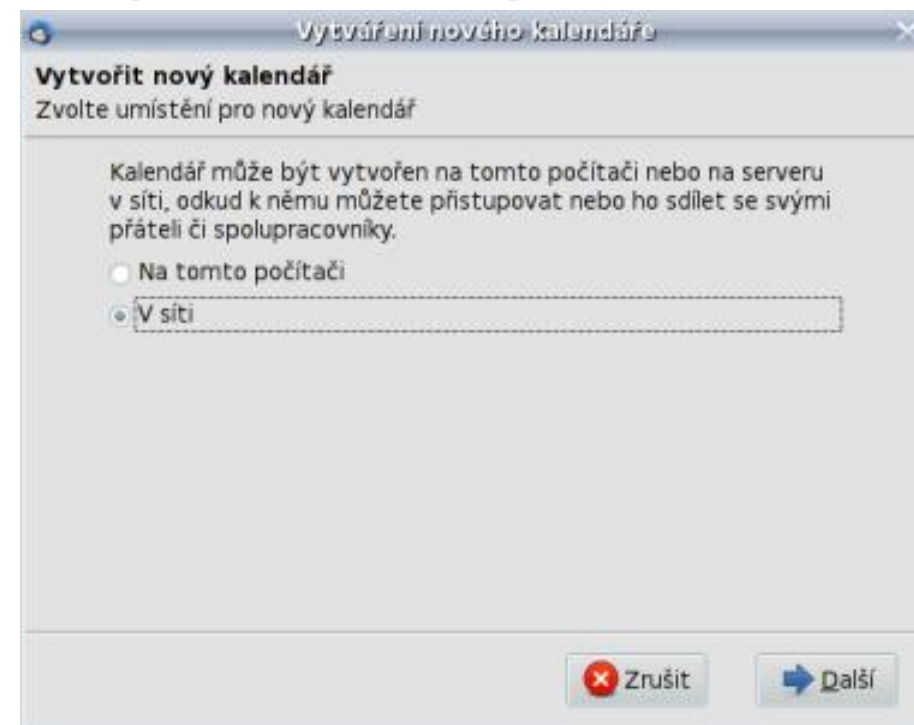 Vytváření nového kalendáře
Vytvořit nový kalendář
Zvolte umístění pro nový kalendář
Kalendář může být vytvořen na tomto počítači nebo na serveru
v síti, odkud k němu můžete přistupovat nebo ho sdílet se svými
přáteli či spolupracovníky.
Na tomto počítači
V síti
Zrušit
Další